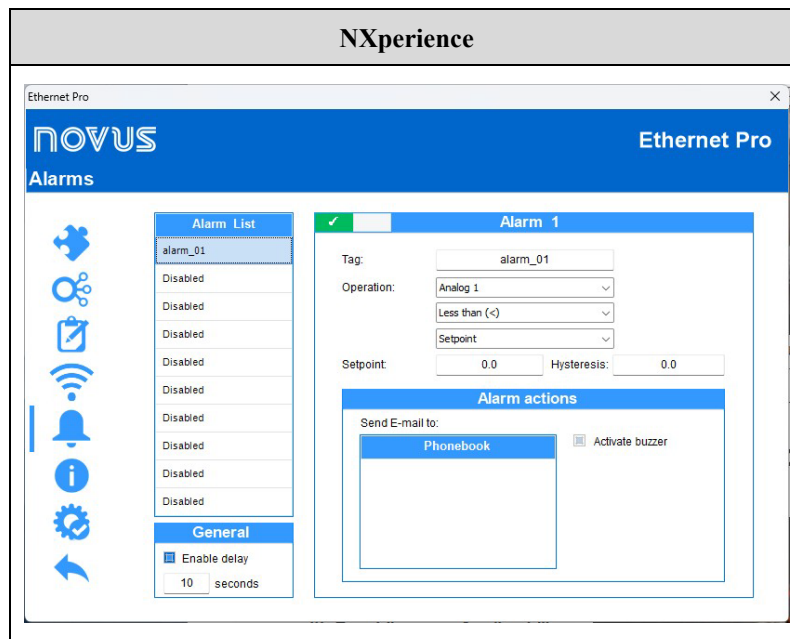 NXperience
Ethernet Pro
NOVUS
Ethernet Pro
Alarms
Alarm List
alarm_01
Disabled
Disabled
Disabled
Disabled
Disabled
Disabled
Disabled
Disabled
Disabled
General
Enable delay
10 seconds
Alarm 1
Tag: alarm_01
Operation: Analog 1
Less than (<)
Setpoint
Setpoint: 0.0 Hysteresis: 0.0
Alarm actions
Send E-mail to:
Phonebook
Activate buzzer